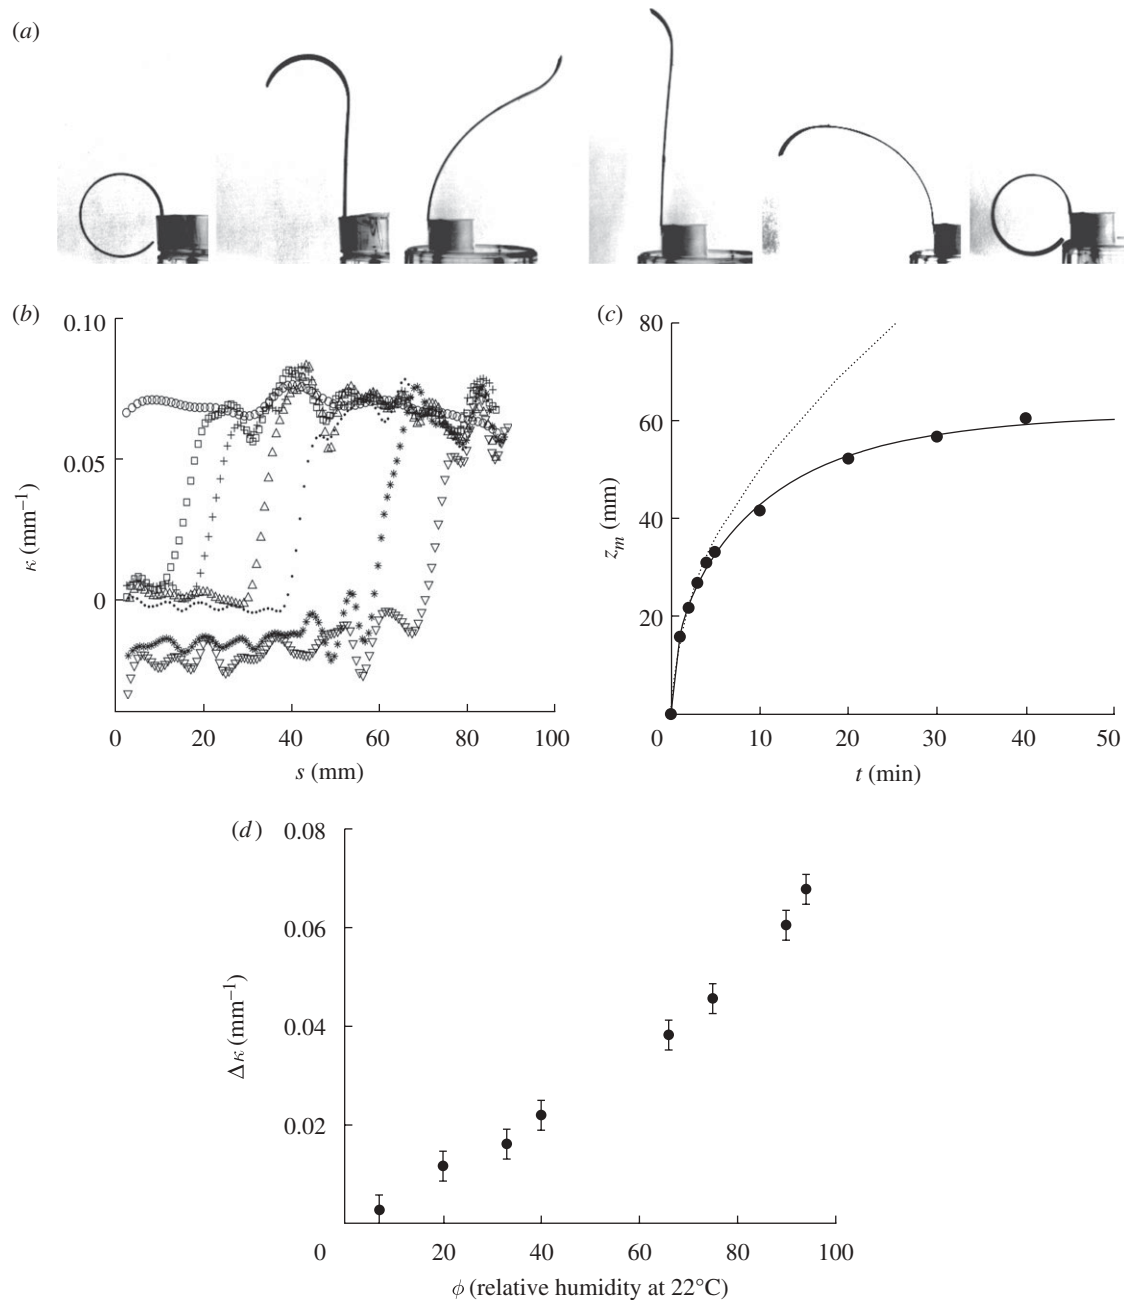 (a)
(b)
0.10
0.05
0
κ (mm⁻¹)
0 20 40 60 80 100
s (mm)
(c)
80
60
40
20
z_m (mm)
0 10 20 30 40 50
t (min)
(d)
0.08
0.06
0.04
0.02
Δκ (mm⁻¹)
0 20 40 60 80 100
ϕ (relative humidity at 22°C)